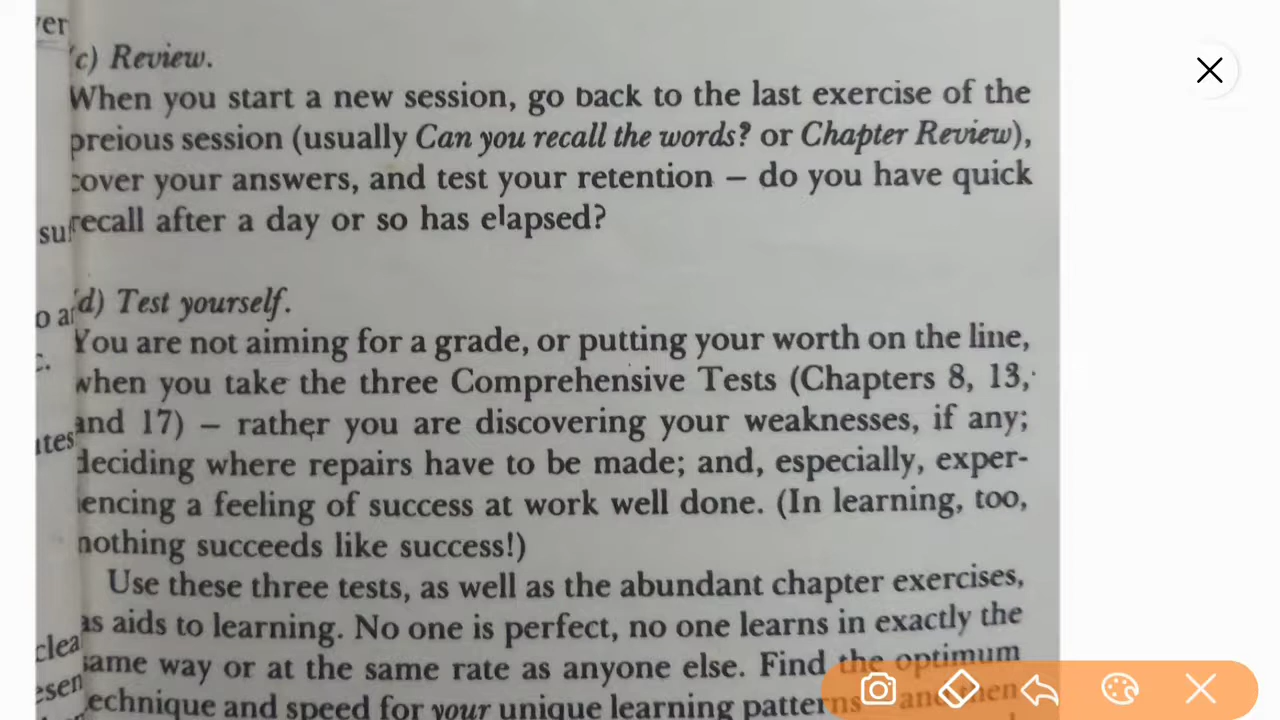 (c) Review.
When you start a new session, go back to the last exercise of the
preious session (usually Can you recall the words? or Chapter Review),
cover your answers, and test your retention – do you have quick
recall after a day or so has elapsed?
(d) Test yourself.
You are not aiming for a grade, or putting your worth on the line,
when you take the three Comprehensive Tests (Chapters 8, 13,
and 17) – rather you are discovering your weaknesses, if any;
deciding where repairs have to be made; and, especially, exper-
iencing a feeling of success at work well done. (In learning, too,
nothing succeeds like success!)
Use these three tests, as well as the abundant chapter exercises,
as aids to learning. No one is perfect, no one learns in exactly the
same way or at the same rate as anyone else. Find the optimum
technique and speed for your unique learning patterns – and then